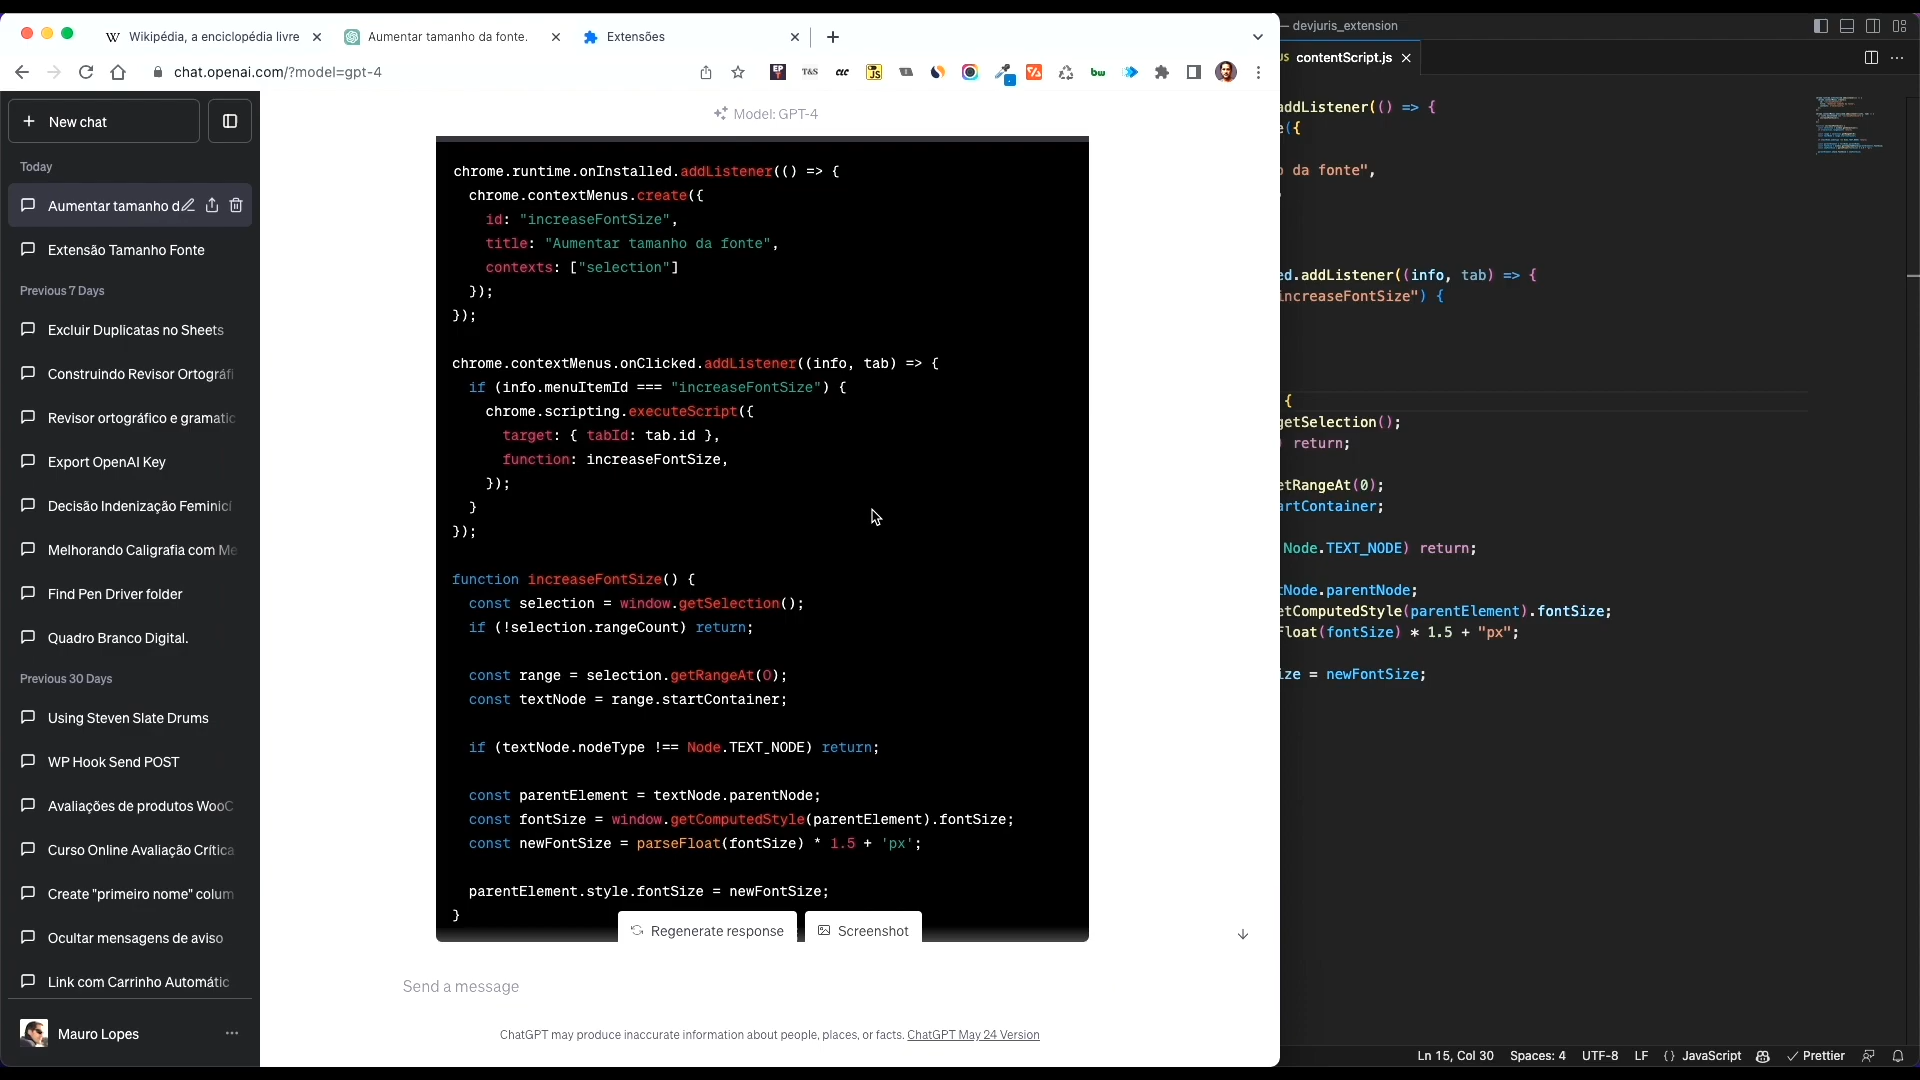 Wikipédia, a enciclopédia livre
Aumentar tamanho da fonte.
Extensões
chat.openai.com/?model=gpt-4
New chat
Today
Aumentar tamanho d
Extensão Tamanho Fonte
Previous 7 Days
Excluir Duplicatas no Sheets
Construindo Revisor Ortográfi
Revisor ortográfico e gramatic
Export OpenAI Key
Decisão Indenização Feminicí
Melhorando Caligrafia com Me
Find Pen Driver folder
Quadro Branco Digital.
Previous 30 Days
Using Steven Slate Drums
WP Hook Send POST
Avaliações de produtos WooC
Curso Online Avaliação Crítica
Create "primeiro nome" colum
Ocultar mensagens de aviso
Link com Carrinho Automátic
Mauro Lopes
Model: GPT-4
chrome.runtime.onInstalled.addListener(() => {
chrome.contextMenus.create({
id: "increaseFontSize",
title: "Aumentar tamanho da fonte",
contexts: ["selection"]
});
});
chrome.contextMenus.onClicked.addListener((info, tab) => {
if (info.menuItemId === "increaseFontSize") {
chrome.scripting.executeScript({
target: { tabId: tab.id },
function: increaseFontSize,
});
}
});
function increaseFontSize() {
const selection = window.getSelection();
if (!selection.rangeCount) return;
const range = selection.getRangeAt(0);
const textNode = range.startContainer;
if (textNode.nodeType !== Node.TEXT_NODE) return;
const parentElement = textNode.parentNode;
const fontSize = window.getComputedStyle(parentElement).fontSize;
const newFontSize = parseFloat(fontSize) * 1.5 + 'px';
parentElement.style.fontSize = newFontSize;
}
Regenerate response
Screenshot
Send a message
ChatGPT may produce inaccurate information about people, places, or facts. ChatGPT May 24 Version
— devjuris_extension
contentScript.js
addListener(() => {
e({
da fonte",
ed.addListener((info, tab) => {
increaseFontSize") {
{
getSelection();
return;
etRangeAt(0);
artContainer;
Node.TEXT_NODE) return;
tNode.parentNode;
etComputedStyle(parentElement).fontSize;
Float(fontSize) * 1.5 + "px";
ize = newFontSize;
Ln 15, Col 30
Spaces: 4
UTF-8
LF
{} JavaScript
Prettier